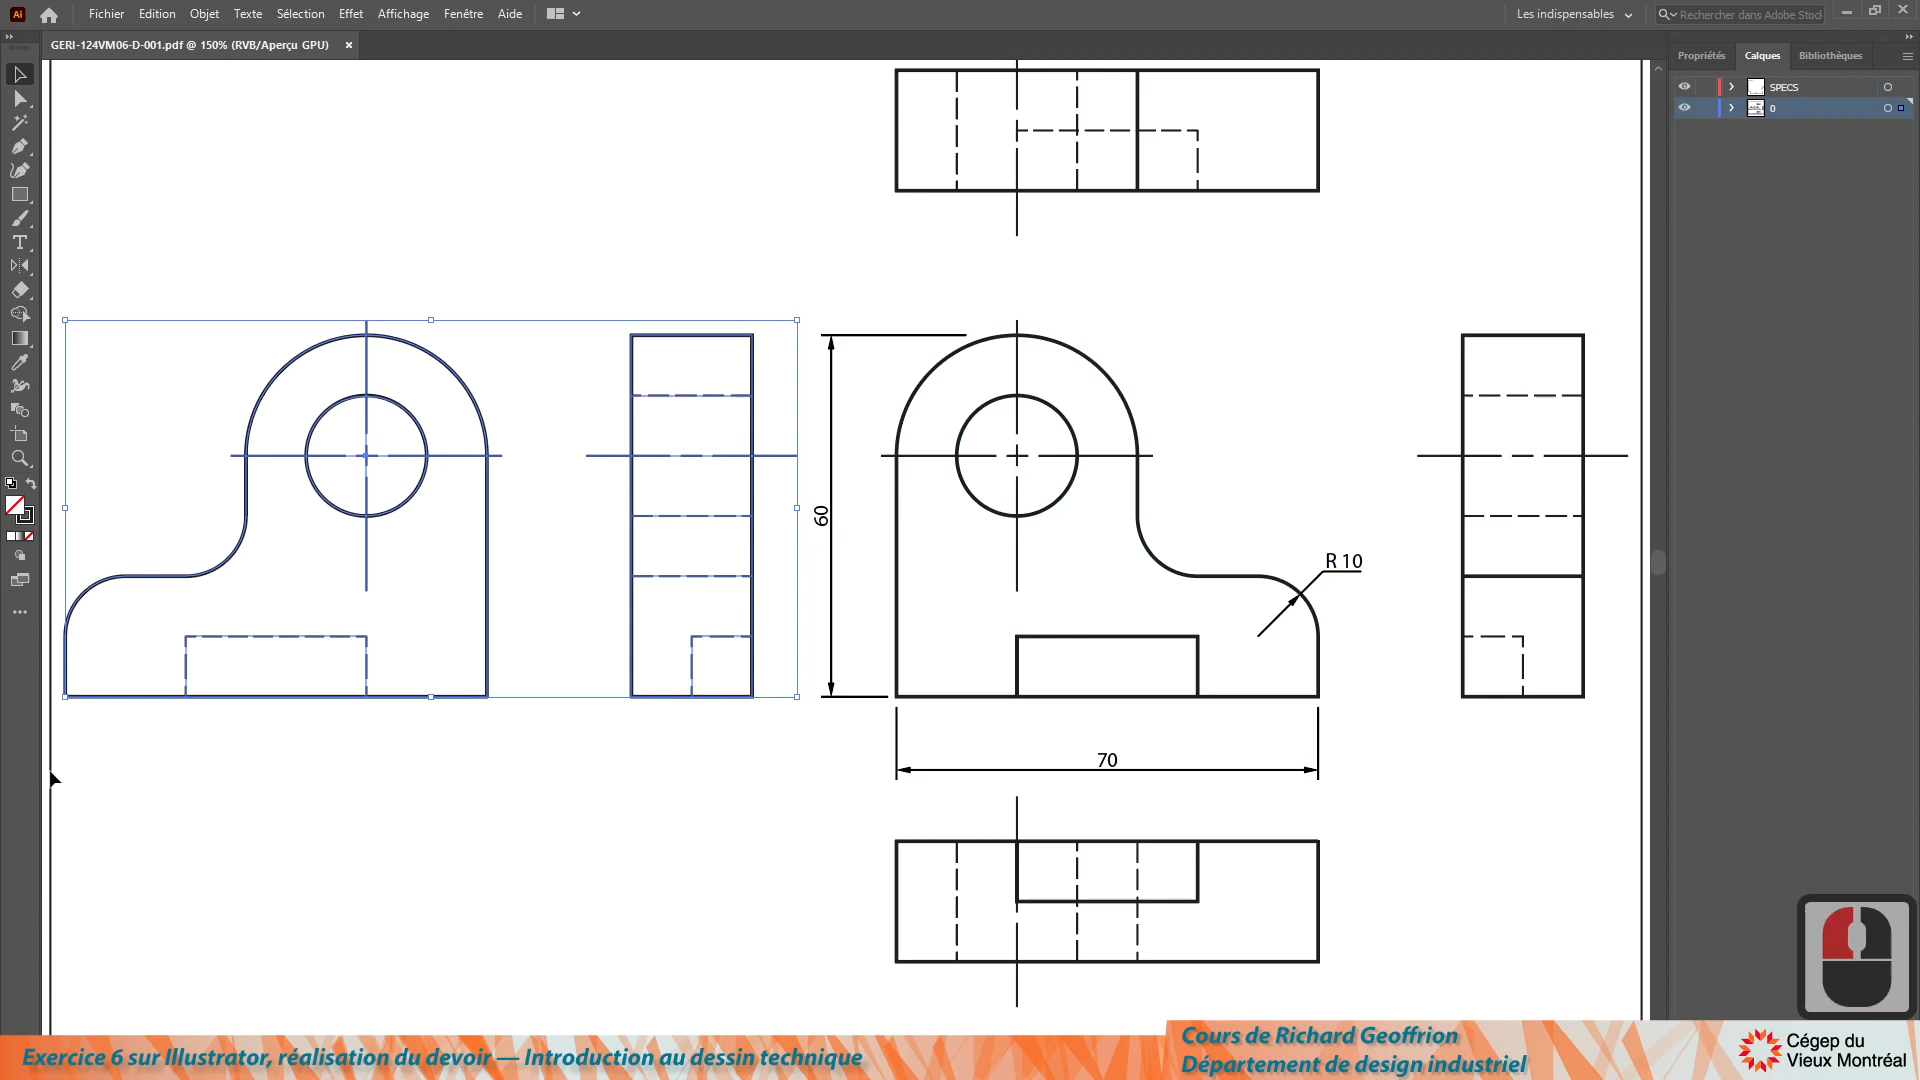 Ai
Fichier Edition Objet Texte Sélection Effet Affichage Fenêtre Aide
Les indispensables
Rechercher dans Adobe Stock
GERI-124VM06-D-001.pdf @ 150% (RVB/Aperçu GPU) ×
Propriétés Calques Bibliothèques
SPECS
0
60
R 10
70
Exercice 6 sur Illustrator, réalisation du devoir — Introduction au dessin technique
Cours de Richard Geoffrion
Département de design industriel
Cégep du
Vieux Montréal